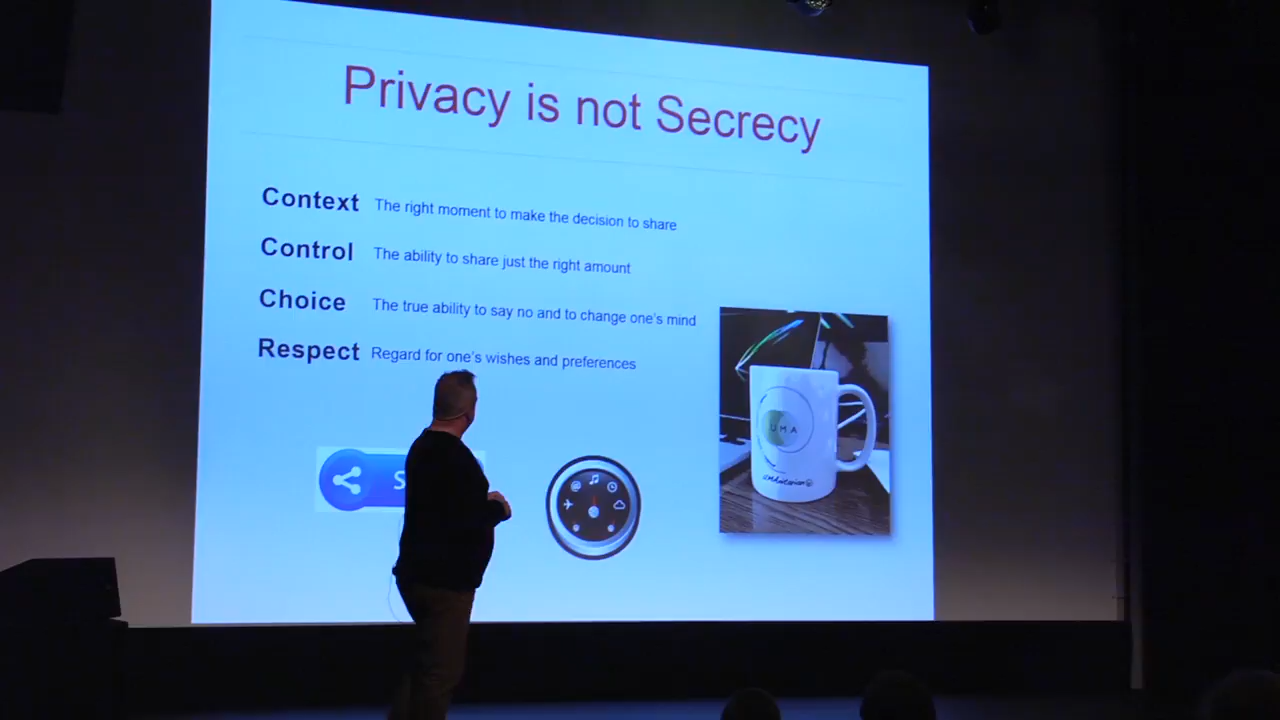 Privacy is not Secrecy
Context The right moment to make the decision to share
Control The ability to share just the right amount
Choice The true ability to say no and to change one's mind
Respect Regard for one's wishes and preferences
S
UMA